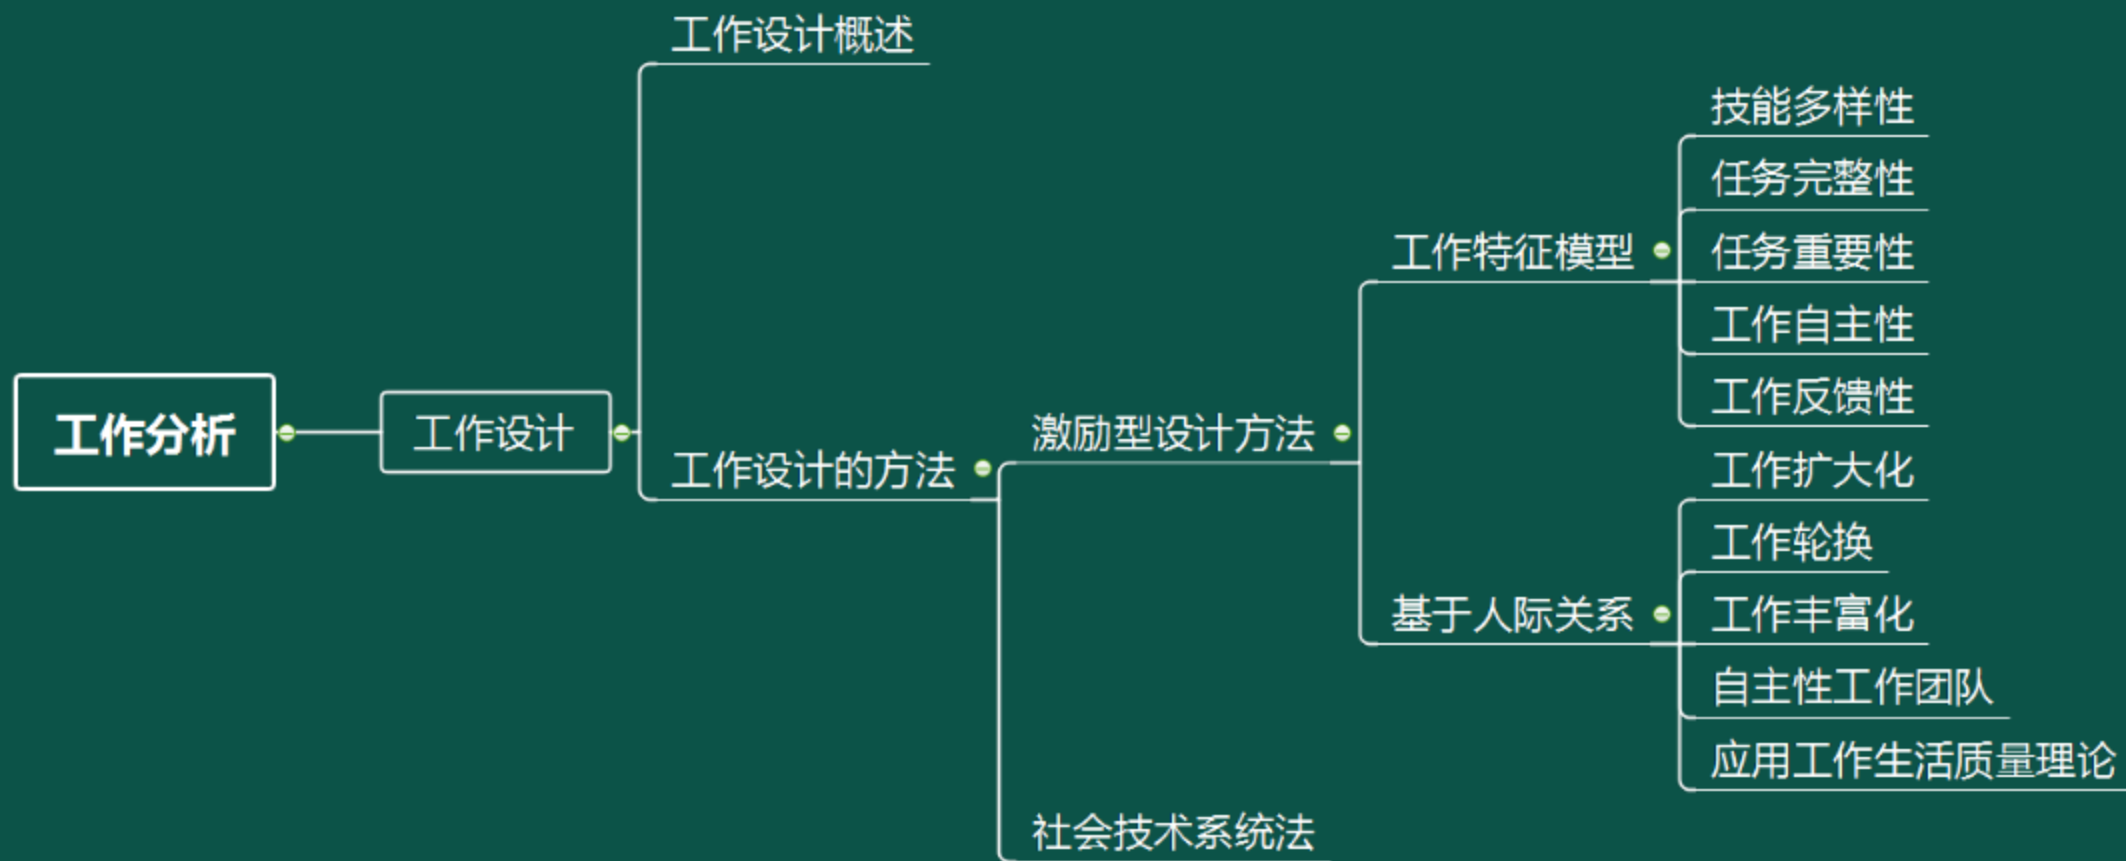 工作分析
工作设计
工作设计概述
工作设计的方法
激励型设计方法
工作特征模型
技能多样性
任务完整性
任务重要性
工作自主性
工作反馈性
基于人际关系
工作扩大化
工作轮换
工作丰富化
自主性工作团队
应用工作生活质量理论
社会技术系统法